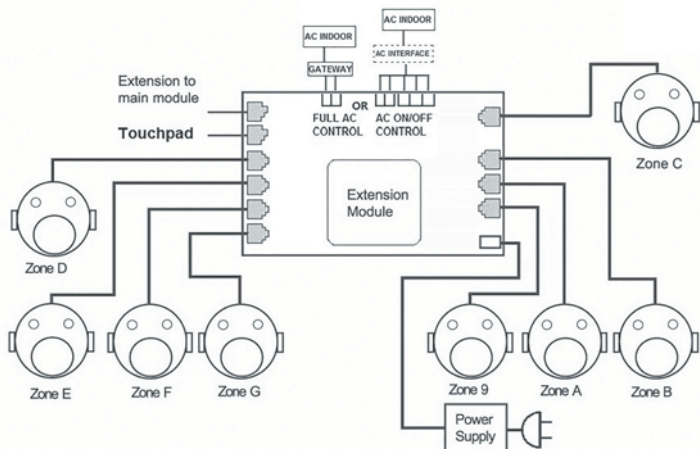 AC INDOOR
AC INDOOR
AC INTERFACE
GATEWAY
Extension to
main module
OR
FULL AC
CONTROL
AC ON/OFF
CONTROL
Touchpad
Zone C
Extension
Module
Zone D
Zone E
Zone F
Zone G
Zone 9
Zone A
Zone B
Power
Supply